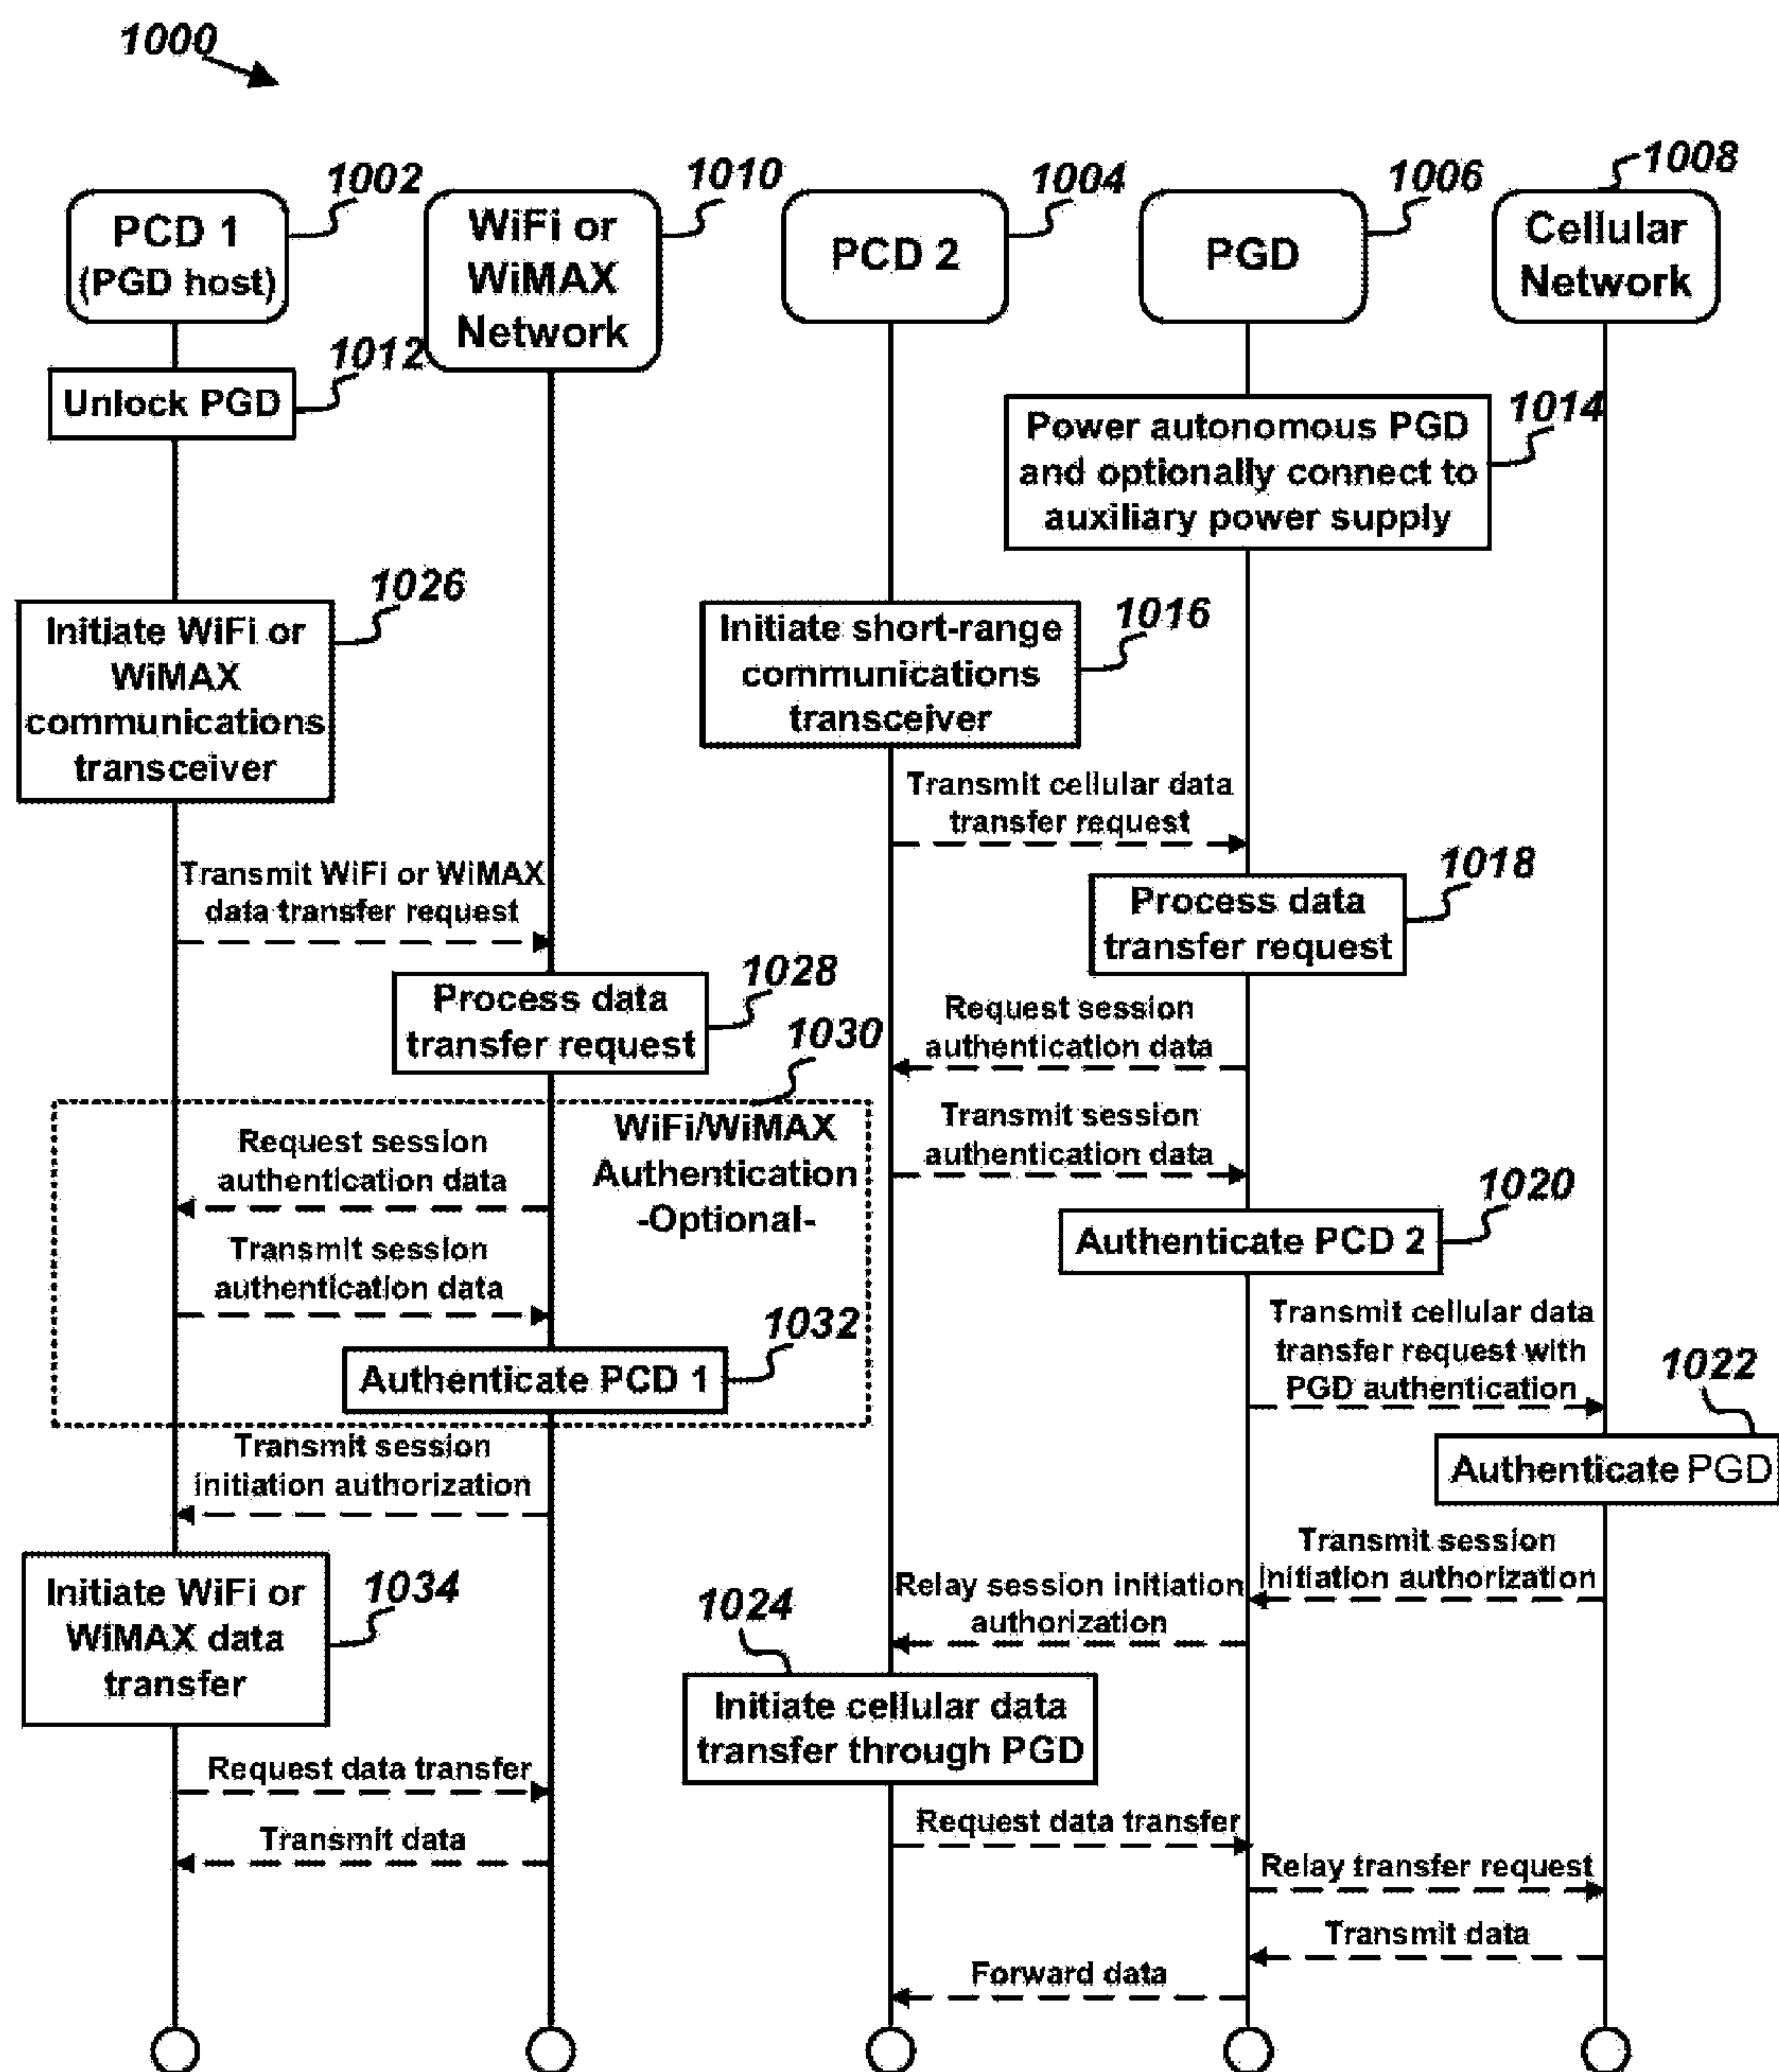 1000
1002
1010
1004
1006
1008
PCD 1
(PGD host)
WiFi or
WiMAX
Network
PCD 2
PGD
Cellular
Network
1012
Unlock PGD
1014
Power autonomous PGD
and optionally connect to
auxiliary power supply
1026
Initiate WiFi or
WiMAX
communications
transceiver
1016
Initiate short-range
communications
transceiver
Transmit cellular data
transfer request
Transmit WiFi or WiMAX
data transfer request
1018
Process data
transfer request
1028
Process data
transfer request
Request session
authentication data
1030
WiFi/WiMAX
Authentication
-Optional-
Request session
authentication data
Transmit session
authentication data
1020
Authenticate PCD 2
Transmit session
authentication data
1032
Authenticate PCD 1
Transmit cellular data
transfer request with
PGD authentication
1022
Authenticate PGD
Transmit session
initiation authorization
Transmit session
initiation authorization
Relay session initiation
authorization
1034
Initiate WiFi or
WiMAX data
transfer
1024
Initiate cellular data
transfer through PGD
Request data transfer
Transmit data
Request data transfer
Relay transfer request
Transmit data
Forward data